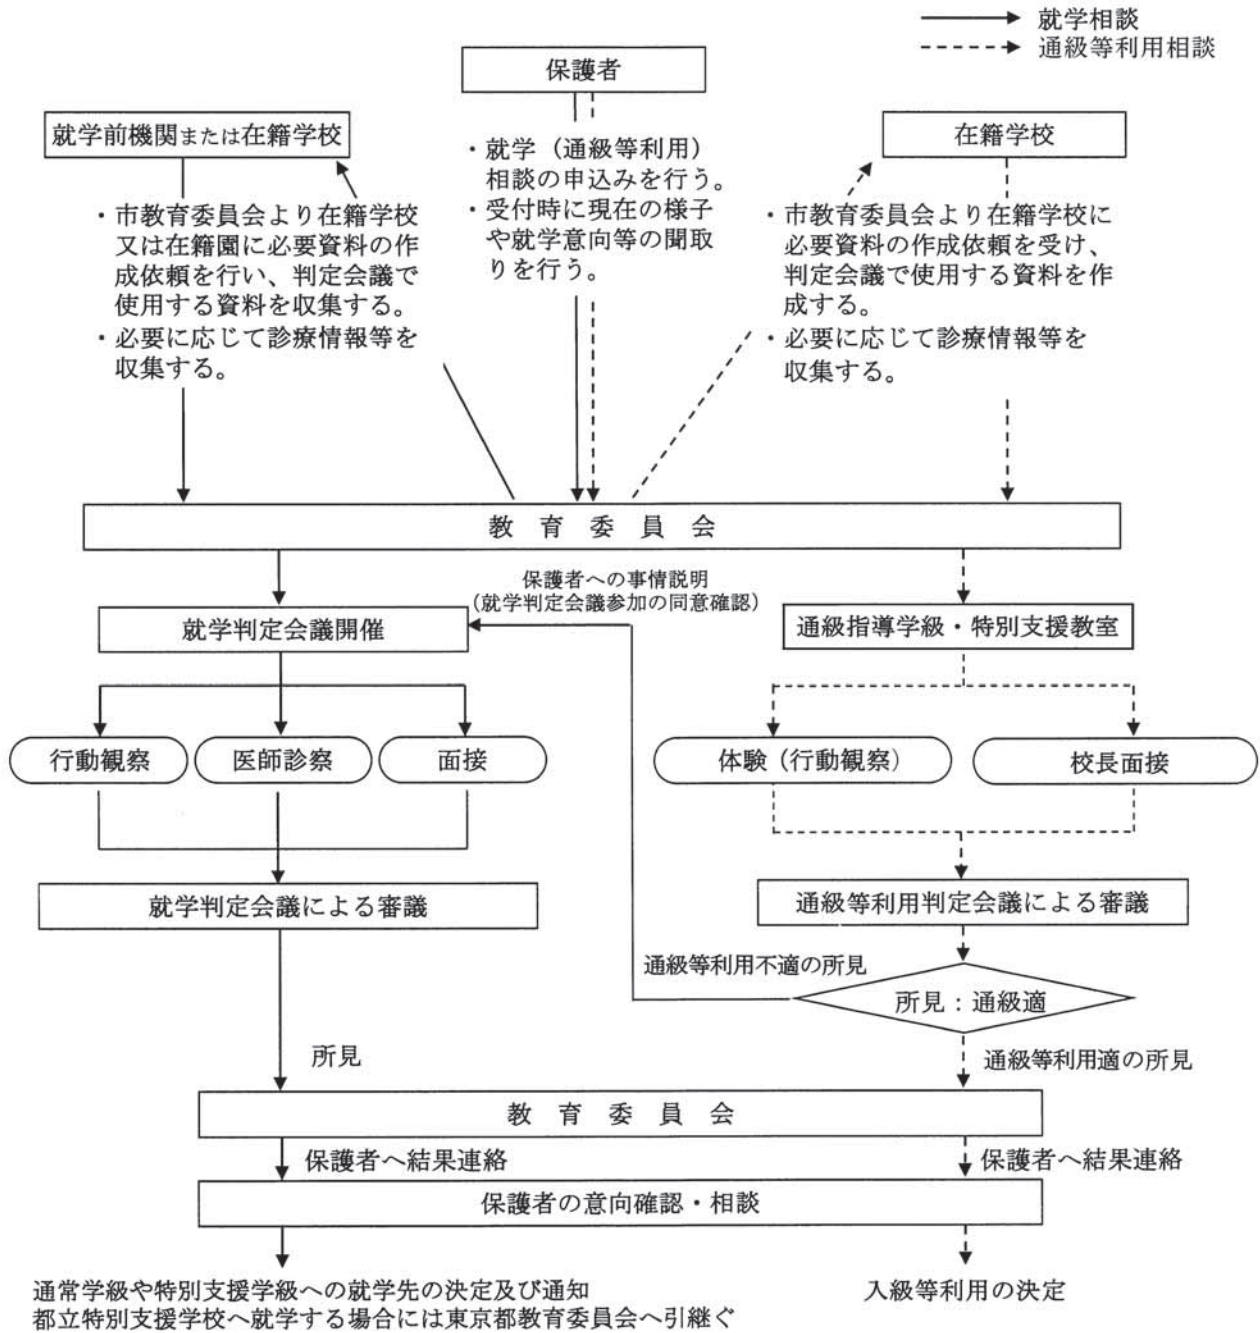 就学相談
通級等利用相談
保護者
就学前機関または在籍学校
在籍学校
・就学（通級等利用）
相談の申込みを行う。
・受付時に現在の様子
や就学意向等の聞取
りを行う。
・市教育委員会より在籍学校
又は在籍園に必要資料の作
成依頼を行い、判定会議で
使用する資料を収集する。
・必要に応じて診療情報等を
収集する。
・市教育委員会より在籍学校に
必要資料の作成依頼を受け、
判定会議で使用する資料を作
成する。
・必要に応じて診療情報等を
収集する。
教育委員会
保護者への事情説明
（就学判定会議参加の同意確認）
就学判定会議開催
通級指導学級・特別支援教室
行動観察
医師診察
面接
体験（行動観察）
校長面接
就学判定会議による審議
通級等利用判定会議による審議
通級等利用不適の所見
所見：通級適
所見
通級等利用適の所見
教育委員会
保護者へ結果連絡
保護者へ結果連絡
保護者の意向確認・相談
通常学級や特別支援学級への就学先の決定及び通知
都立特別支援学校へ就学する場合には東京都教育委員会へ引継ぐ
入級等利用の決定